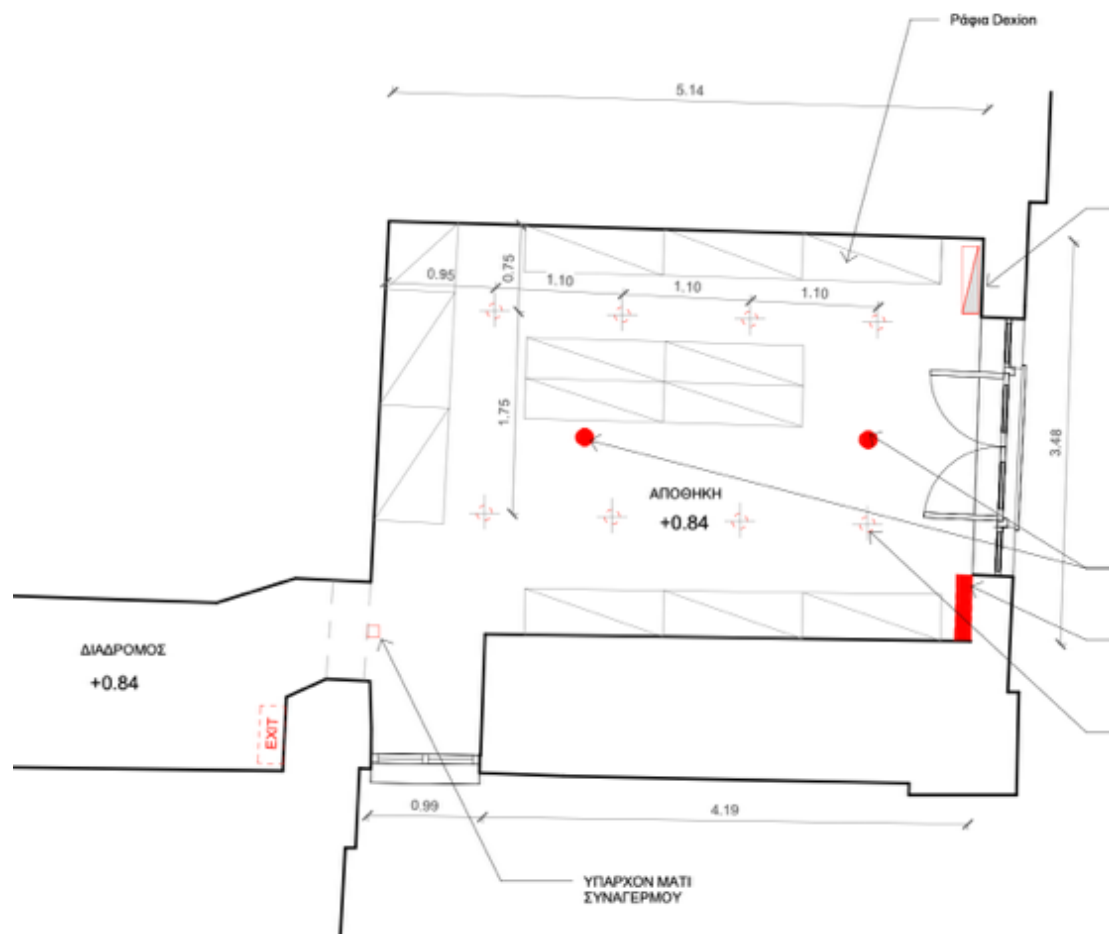 Ράφια Dexion
5.14
0.95
0.75
1.10
1.10
1.10
1.75
3.48
ΑΠΟΘΗΚΗ
+0.84
ΔΙΑΔΡΟΜΟΣ
+0.84
EXIT
0.99
4.19
ΥΠΑΡΧΟΝ ΜΑΤΙ
ΣΥΝΑΓΕΡΜΟΥ